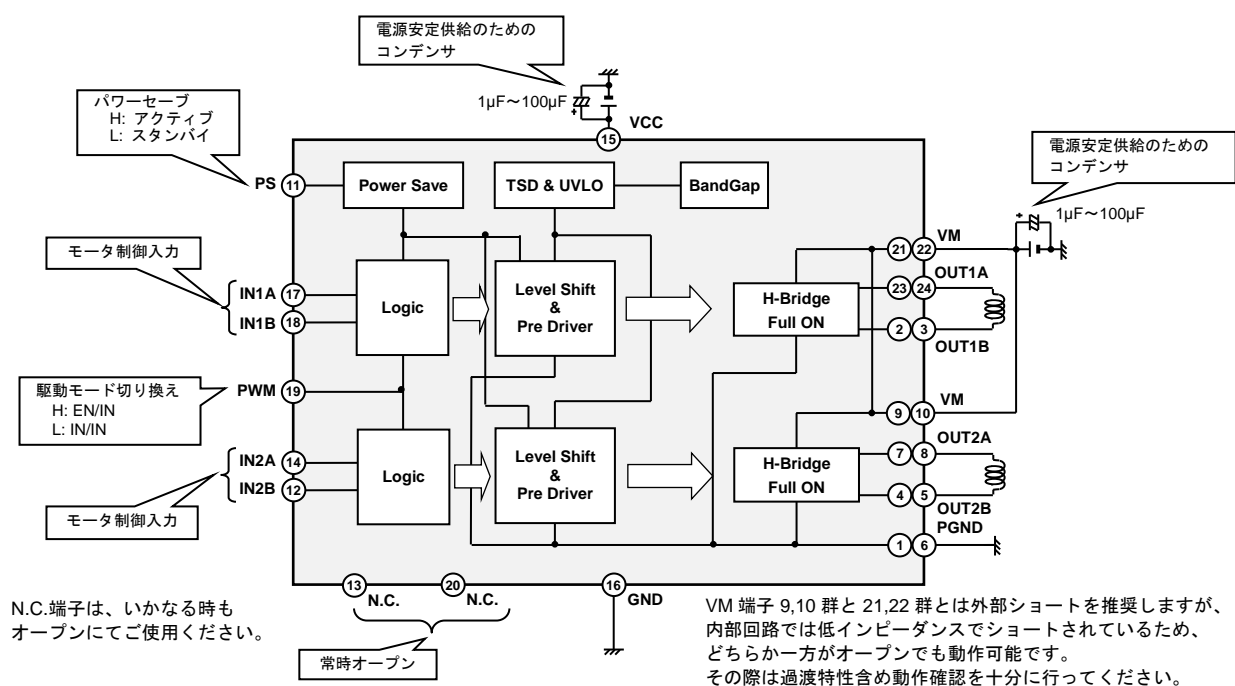 電源安定供給のための
コンデンサ
1μF～100μF
VCC
15
パワーセーブ
H: アクティブ
L: スタンバイ
電源安定供給のための
コンデンサ
1μF～100μF
PS
11
Power Save
TSD & UVLO
BandGap
VM
21
22
モータ制御入力
IN1A
17
IN1B
18
Logic
Level Shift
&
Pre Driver
H-Bridge
Full ON
OUT1A
23
24
2
3
OUT1B
駆動モード切り換え
H: EN/IN
L: IN/IN
PWM
19
VM
9
10
IN2A
14
IN2B
12
モータ制御入力
Logic
Level Shift
&
Pre Driver
H-Bridge
Full ON
OUT2A
7
8
4
5
OUT2B
PGND
1
6
13
N.C.
20
N.C.
16
GND
N.C.端子は、いかなる時も
オープンにてご使用ください。
常時オープン
VM 端子 9,10 群と 21,22 群とは外部ショートを推奨しますが、
内部回路では低インピーダンスでショートされているため、
どちらか一方がオープンでも動作可能です。
その際は過渡特性含め動作確認を十分に行ってください。